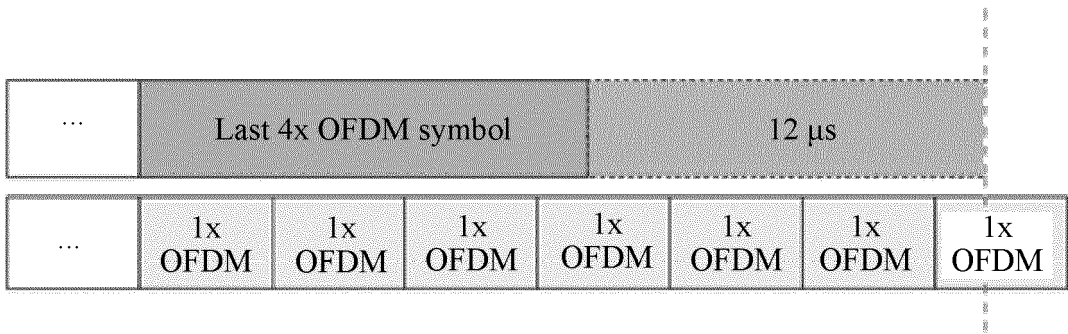 ...
Last 4x OFDM symbol
12 μs
...
1x
OFDM
1x
OFDM
1x
OFDM
1x
OFDM
1x
OFDM
1x
OFDM
1x
OFDM